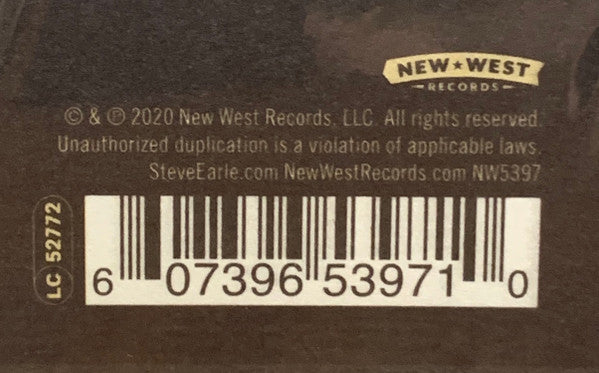 NEW★WEST
RECORDS
© & ℗ 2020 New West Records, LLC. All rights reserved.
Unauthorized duplication is a violation of applicable laws.
SteveEarle.com NewWestRecords.com NW5397
LC 52772
6 07396 53971 0